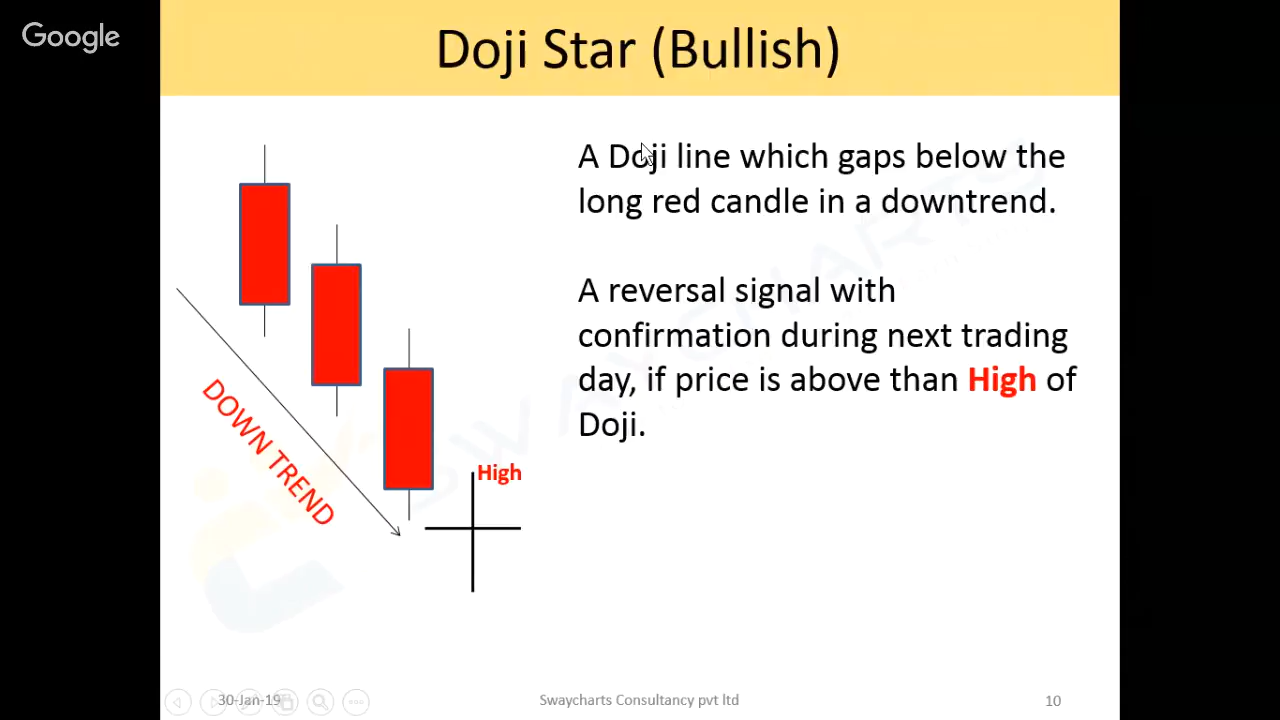 Google
Doji Star (Bullish)
A Doji line which gaps below the
long red candle in a downtrend.
A reversal signal with
confirmation during next trading
day, if price is above than High of
Doji.
DOWN TREND
High
SWAYCHARTS
30-Jan-19
Swaycharts Consultancy pvt ltd
10